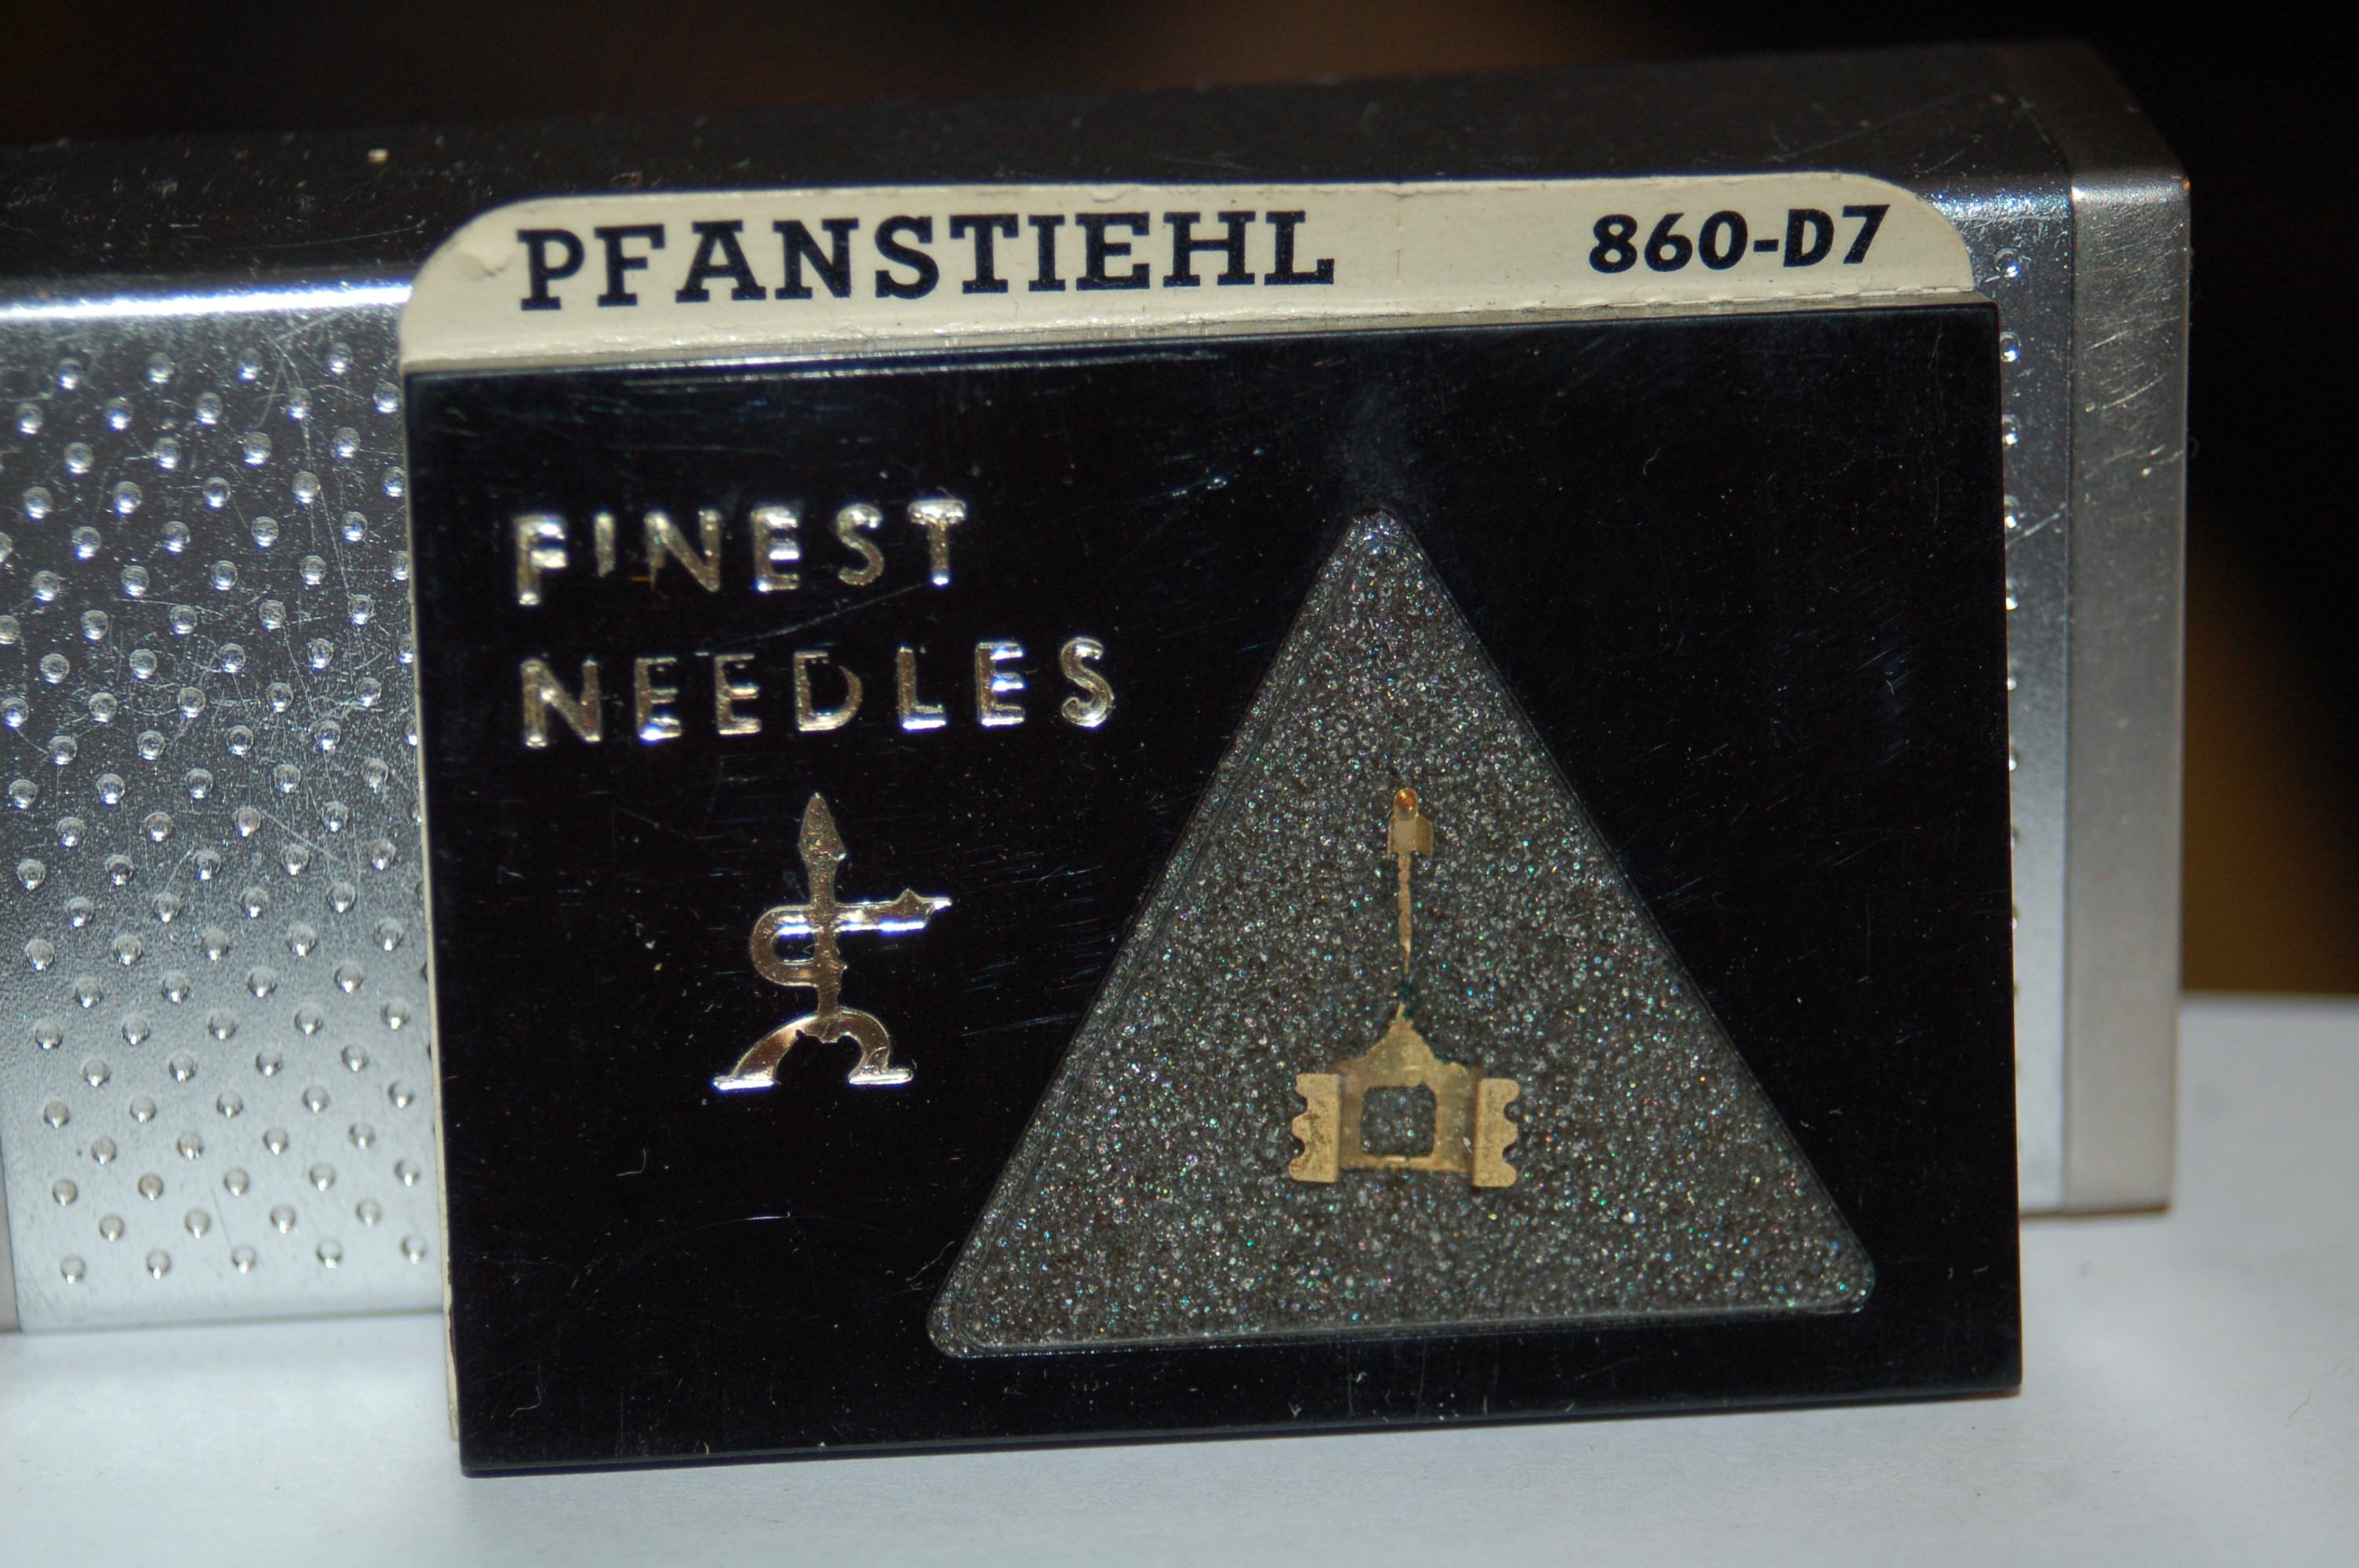 PFANSTIEHL 860-D7
FINEST
NEEDLES